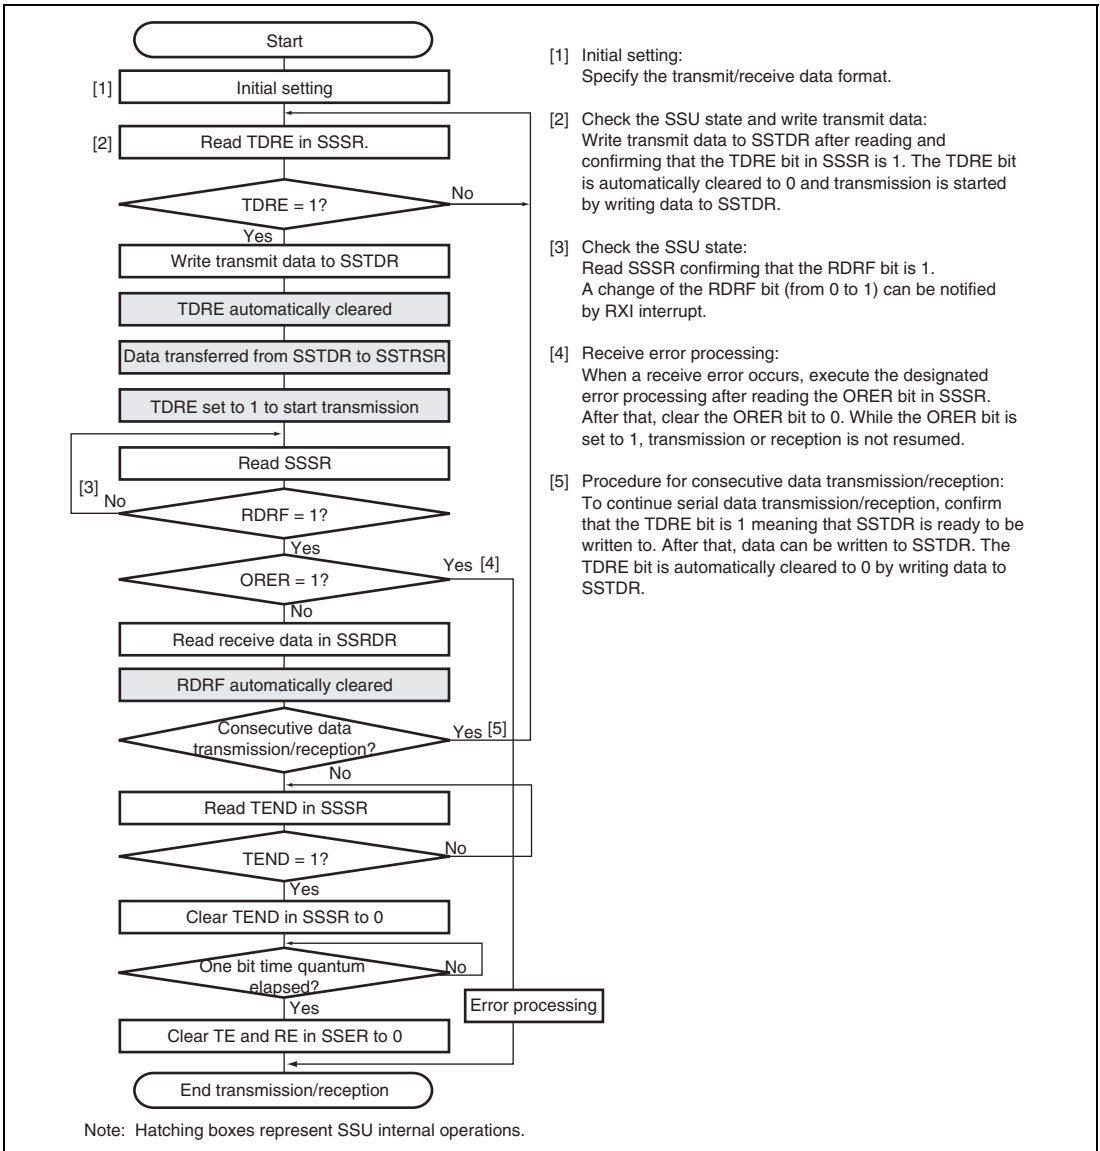 Start
[1] Initial setting
[2] Read TDRE in SSSR.
TDRE = 1?
No
Yes
Write transmit data to SSTDR
TDRE automatically cleared
Data transferred from SSTDR to SSTRSR
TDRE set to 1 to start transmission
Read SSSR
[3]
No
RDRF = 1?
Yes
Yes [4]
ORER = 1?
No
Read receive data in SSRDR
RDRF automatically cleared
Consecutive data
transmission/reception?
Yes [5]
No
Read TEND in SSSR
No
TEND = 1?
Yes
Clear TEND in SSSR to 0
One bit time quantum
elapsed?
No
Yes
Error processing
Clear TE and RE in SSER to 0
End transmission/reception
[1] Initial setting:
Specify the transmit/receive data format.
[2] Check the SSU state and write transmit data:
Write transmit data to SSTDR after reading and
confirming that the TDRE bit in SSSR is 1. The TDRE bit
is automatically cleared to 0 and transmission is started
by writing data to SSTDR.
[3] Check the SSU state:
Read SSSR confirming that the RDRF bit is 1.
A change of the RDRF bit (from 0 to 1) can be notified
by RXI interrupt.
[4] Receive error processing:
When a receive error occurs, execute the designated
error processing after reading the ORER bit in SSSR.
After that, clear the ORER bit to 0. While the ORER bit is
set to 1, transmission or reception is not resumed.
[5] Procedure for consecutive data transmission/reception:
To continue serial data transmission/reception, confirm
that the TDRE bit is 1 meaning that SSTDR is ready to be
written to. After that, data can be written to SSTDR. The
TDRE bit is automatically cleared to 0 by writing data to
SSTDR.
Note: Hatching boxes represent SSU internal operations.